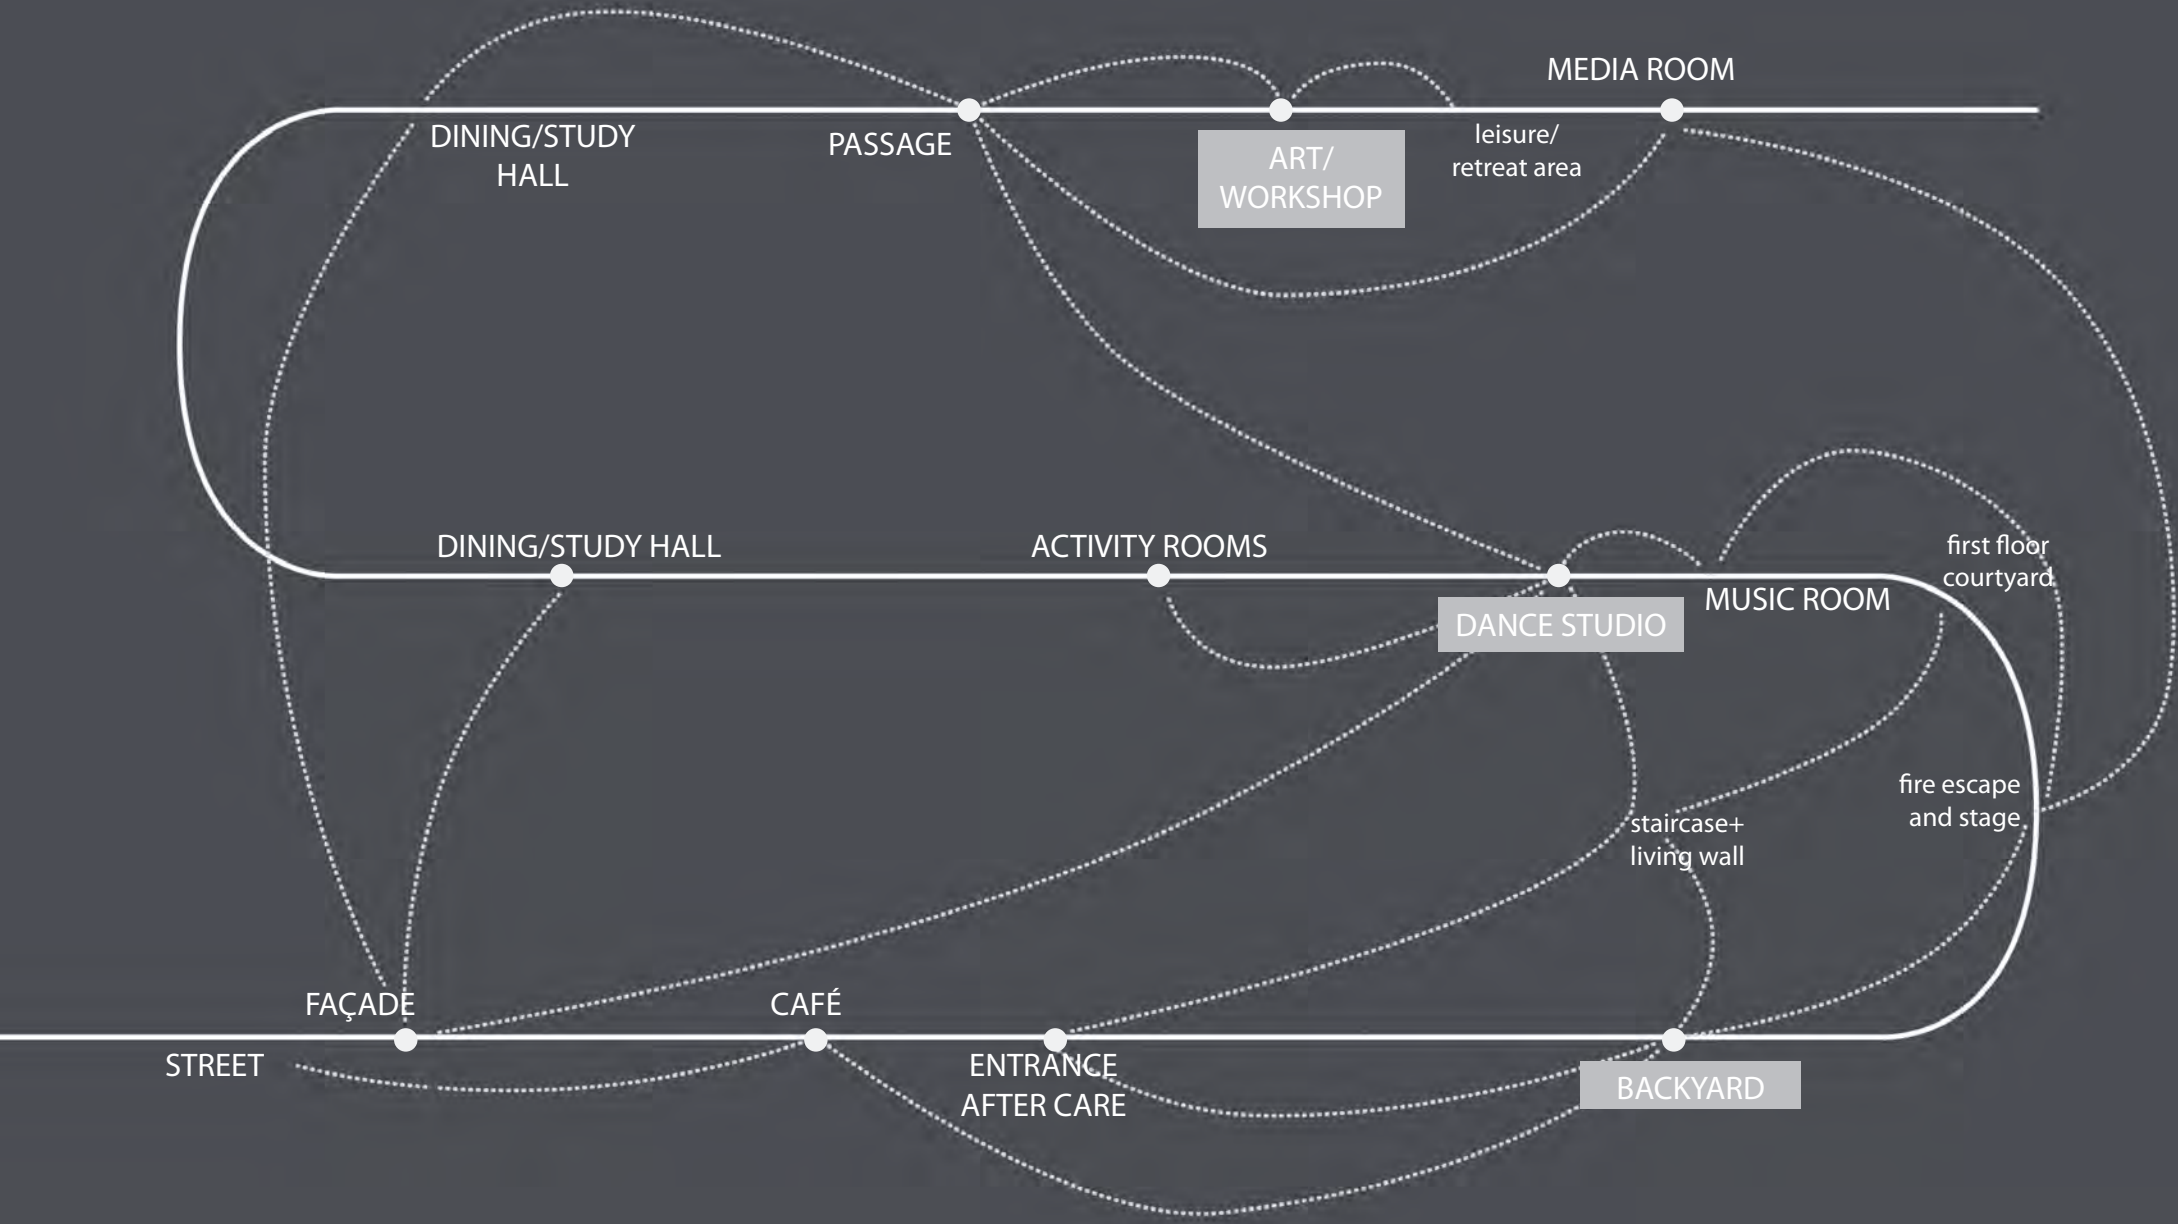 MEDIA ROOM
DINING/STUDY
HALL
PASSAGE
ART/
WORKSHOP
leisure/
retreat area
DINING/STUDY HALL
ACTIVITY ROOMS
DANCE STUDIO
MUSIC ROOM
first floor
courtyard
fire escape
and stage
staircase+
living wall
FAÇADE
CAFÉ
STREET
ENTRANCE
AFTER CARE
BACKYARD